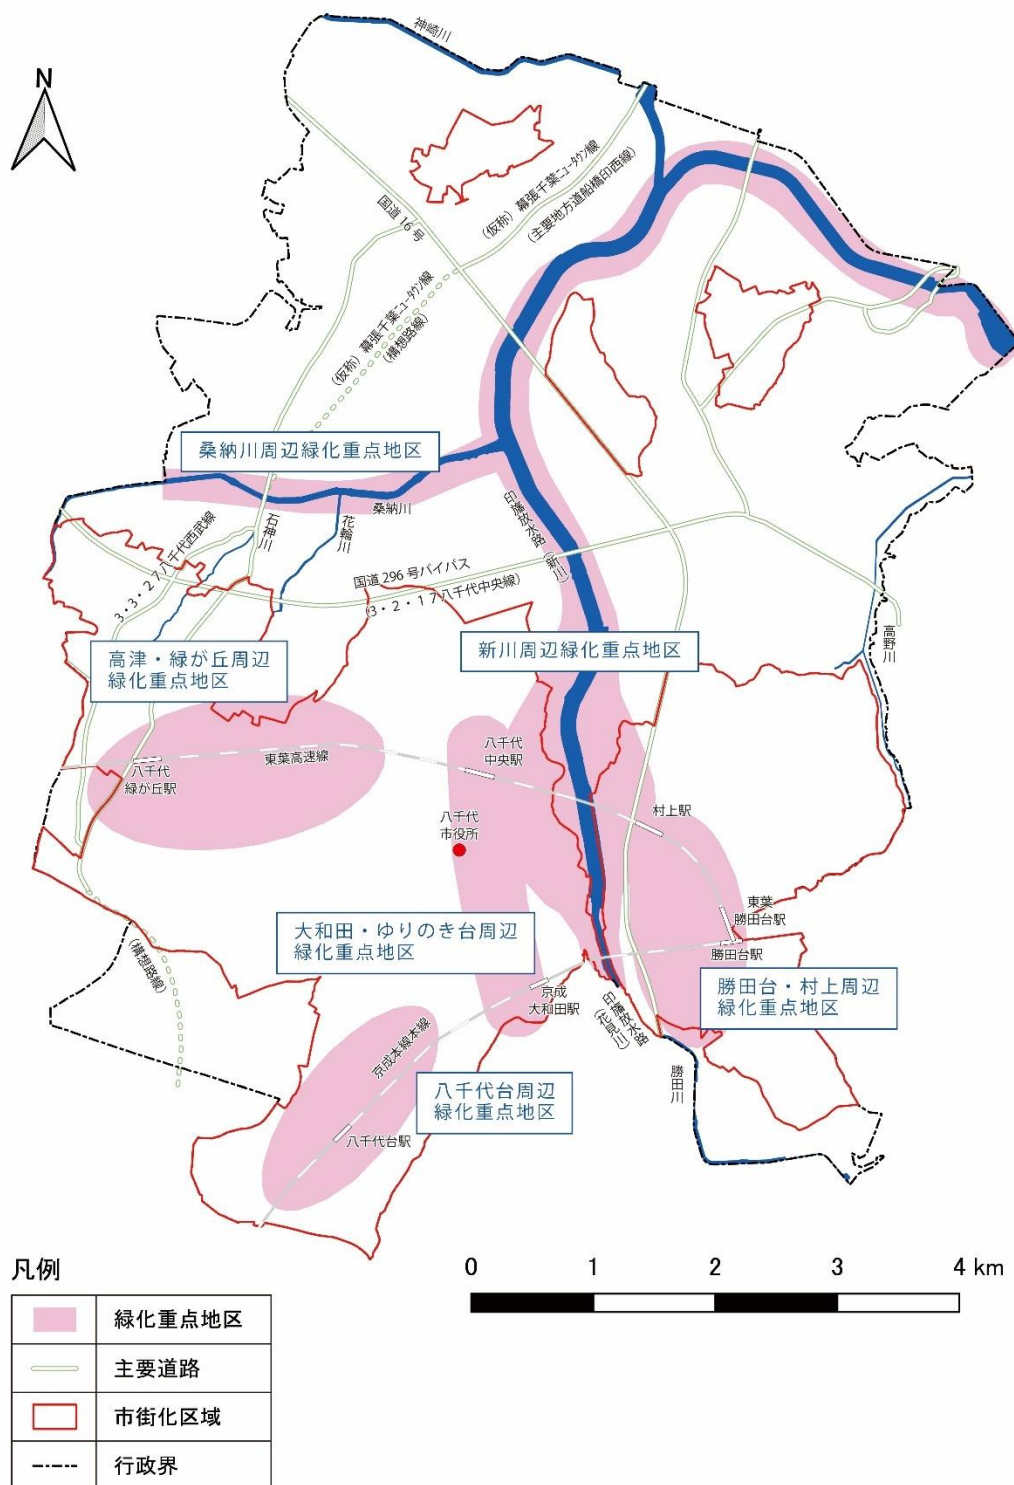 神崎川
N
(仮称)幕張千葉ニュータウン線
(主要地方道船橋印西線)
国道16号
(仮称)幕張千葉ニュータウン線
(構想路線)
桑納川周辺緑化重点地区
桑納川
石神川
花輪川
印旛放水路
(新川)
3・3・27八千代西武線
国道296号バイパス
(3・2・17八千代中央線)
高野川
高津・緑が丘周辺
緑化重点地区
新川周辺緑化重点地区
東葉高速線
八千代
緑が丘駅
八千代
中央駅
村上駅
八千代
市役所
東葉
勝田台駅
勝田台駅
大和田・ゆりのき台周辺
緑化重点地区
(構想路線)
京成
大和田駅
印旛放水路
(花見川)
勝田台・村上周辺
緑化重点地区
京成本線本線
勝田川
八千代台周辺
緑化重点地区
八千代台駅
凡例
緑化重点地区
主要道路
市街化区域
行政界
0 1 2 3 4 km